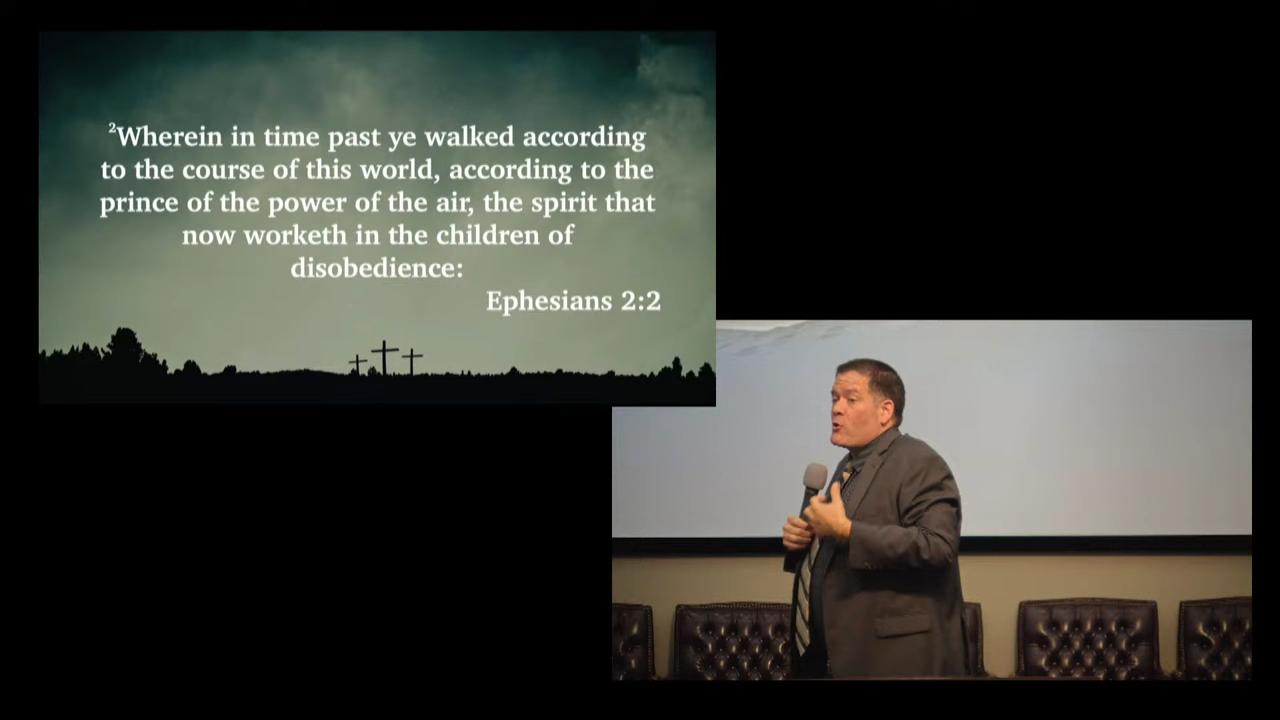 ²Wherein in time past ye walked according
to the course of this world, according to the
prince of the power of the air, the spirit that
now worketh in the children of
disobedience:
Ephesians 2:2